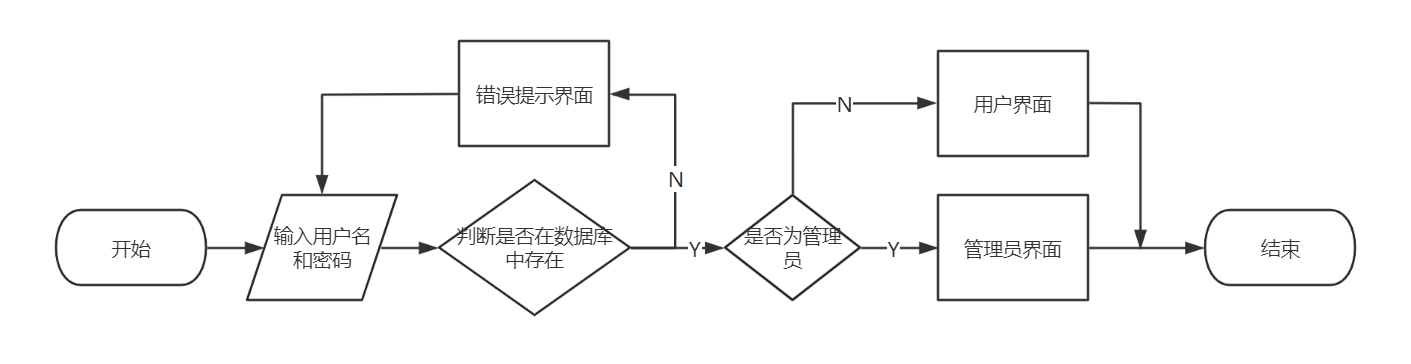 错误提示界面
N
用户界面
N
开始
输入用户名
和密码
判断是否在数据库
中存在
Y
是否为管理
员
Y
管理员界面
结束